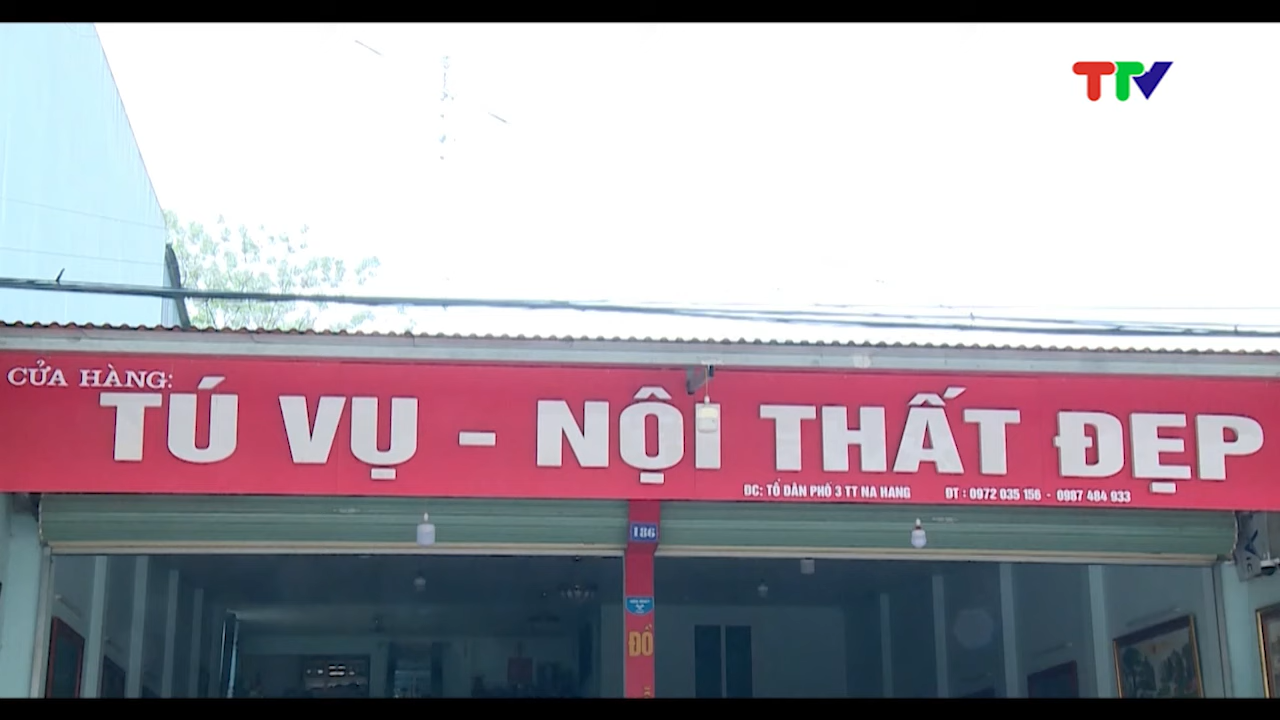 TTV
CỬA HÀNG:
TÚ VỤ - NỘI THẤT ĐẸP
ĐC: TỔ DÂN PHỐ 3 TT NA HANG ĐT : 0972 035 156 - 0987 484 933
186
ĐỒ